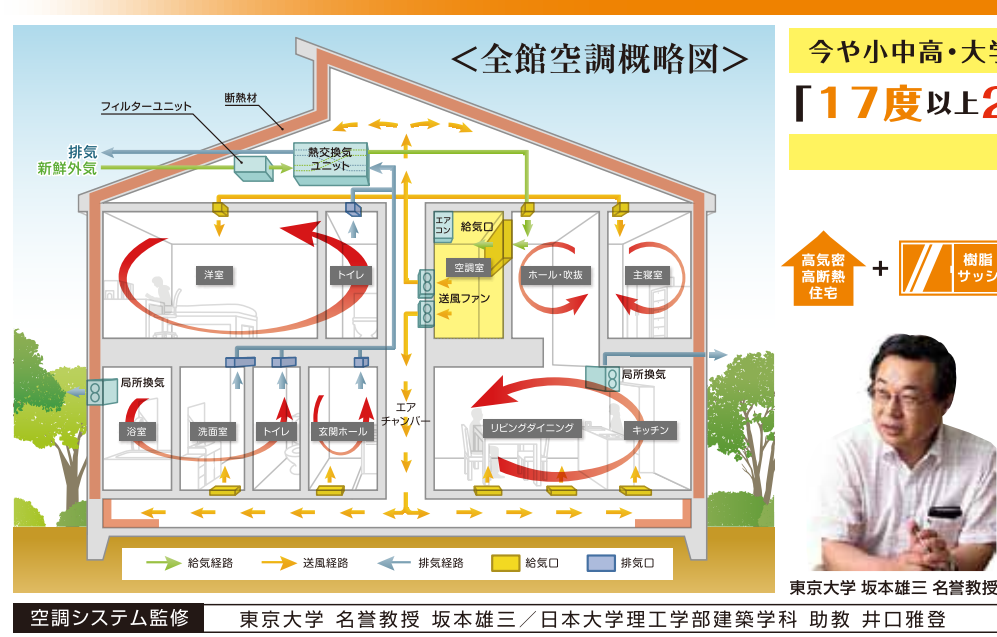 ＜全館空調概略図＞
フィルターユニット
断熱材
排気
新鮮外気
熱交換気
ユニット
エア
コン
給気口
洋室
トイレ
空調室
ホール・吹抜
主寝室
送風ファン
局所換気
局所換気
エア
チャンバー
浴室
洗面室
トイレ
玄関ホール
リビングダイニング
キッチン
給気経路
送風経路
排気経路
給気口
排気口
今や小中高・大学
「17度以上2
高気密
高断熱
住宅
+
樹脂
サッシ
東京大学 坂本雄三 名誉教授
空調システム監修
東京大学 名誉教授 坂本雄三／日本大学理工学部建築学科 助教 井口雅登